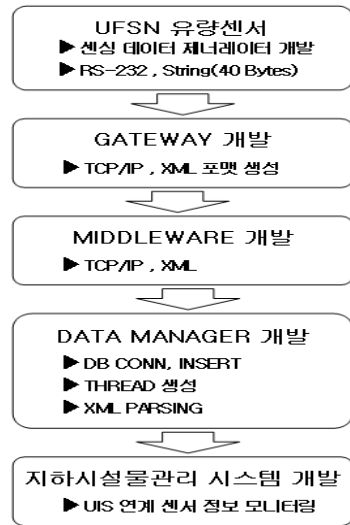 UFSN 유량센서
▶ 센싱 데이터 제너레이터 개발
▶ RS-232 , String(40 Bytes)
GATEWAY 개발
▶ TCP/IP , XML 포맷 생성
MIDDLEWARE 개발
▶ TCP/IP , XML
DATA MANAGER 개발
▶ DB CONN, INSERT
▶ THREAD 생성
▶ XML PARSING
지하시설물관리 시스템 개발
▶ UIS 연계 센서 정보 모니터링